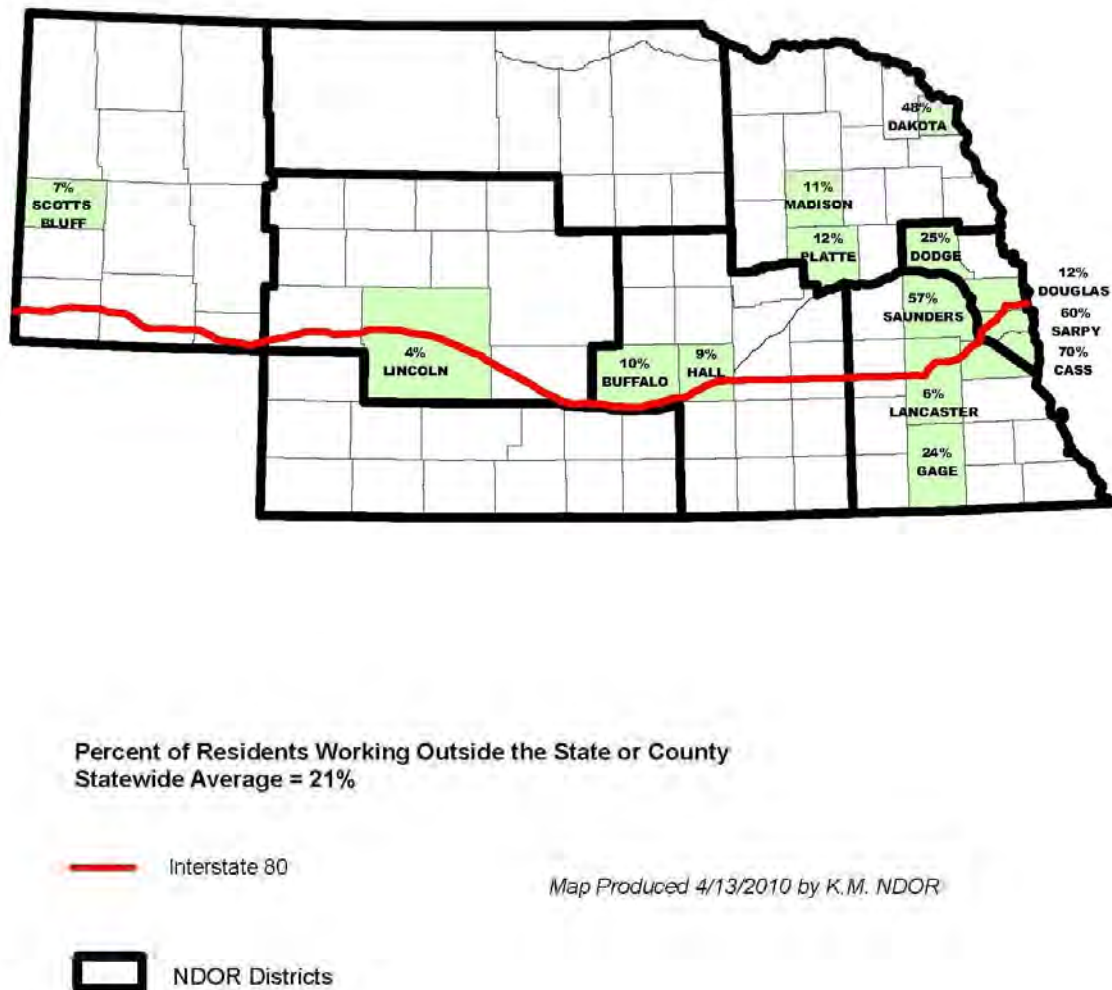 48%
DAKOTA
7%
SCOTTS
BLUFF
11%
MADISON
12%
PLATTE
25%
DODGE
12%
DOUGLAS
60%
SARPY
70%
CASS
57%
SAUNDERS
4%
LINCOLN
10%
BUFFALO
9%
HALL
6%
LANCASTER
24%
GAGE
Percent of Residents Working Outside the State or County
Statewide Average = 21%
Interstate 80
Map Produced 4/13/2010 by K.M. NDOR
NDOR Districts